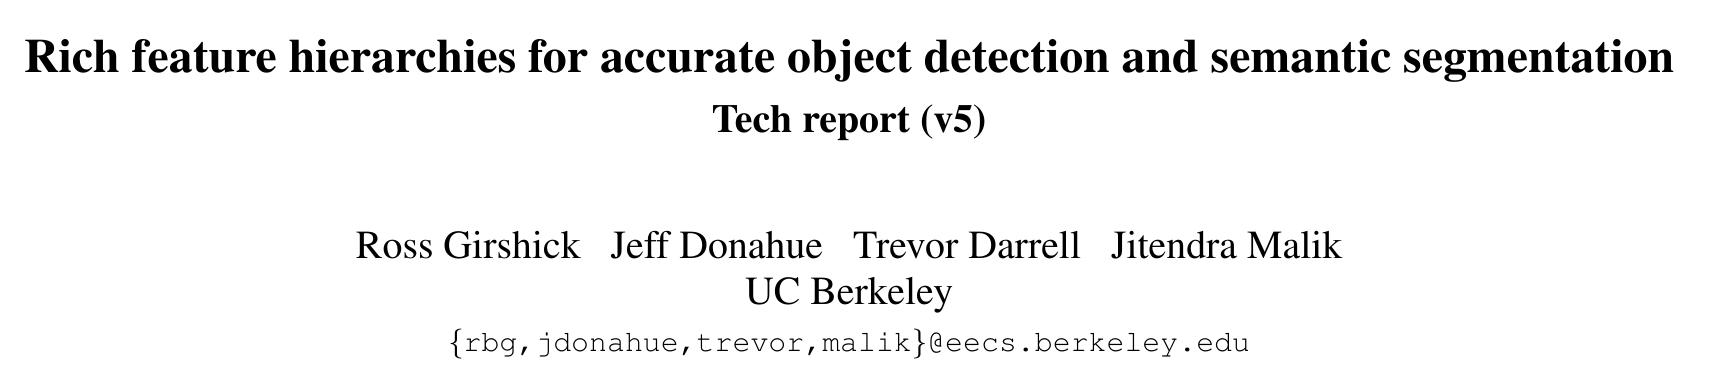 Rich feature hierarchies for accurate object detection and semantic segmentation
Tech report (v5)
Ross Girshick Jeff Donahue Trevor Darrell Jitendra Malik
UC Berkeley
{rbg,jdonahue,trevor,malik}@eecs.berkeley.edu